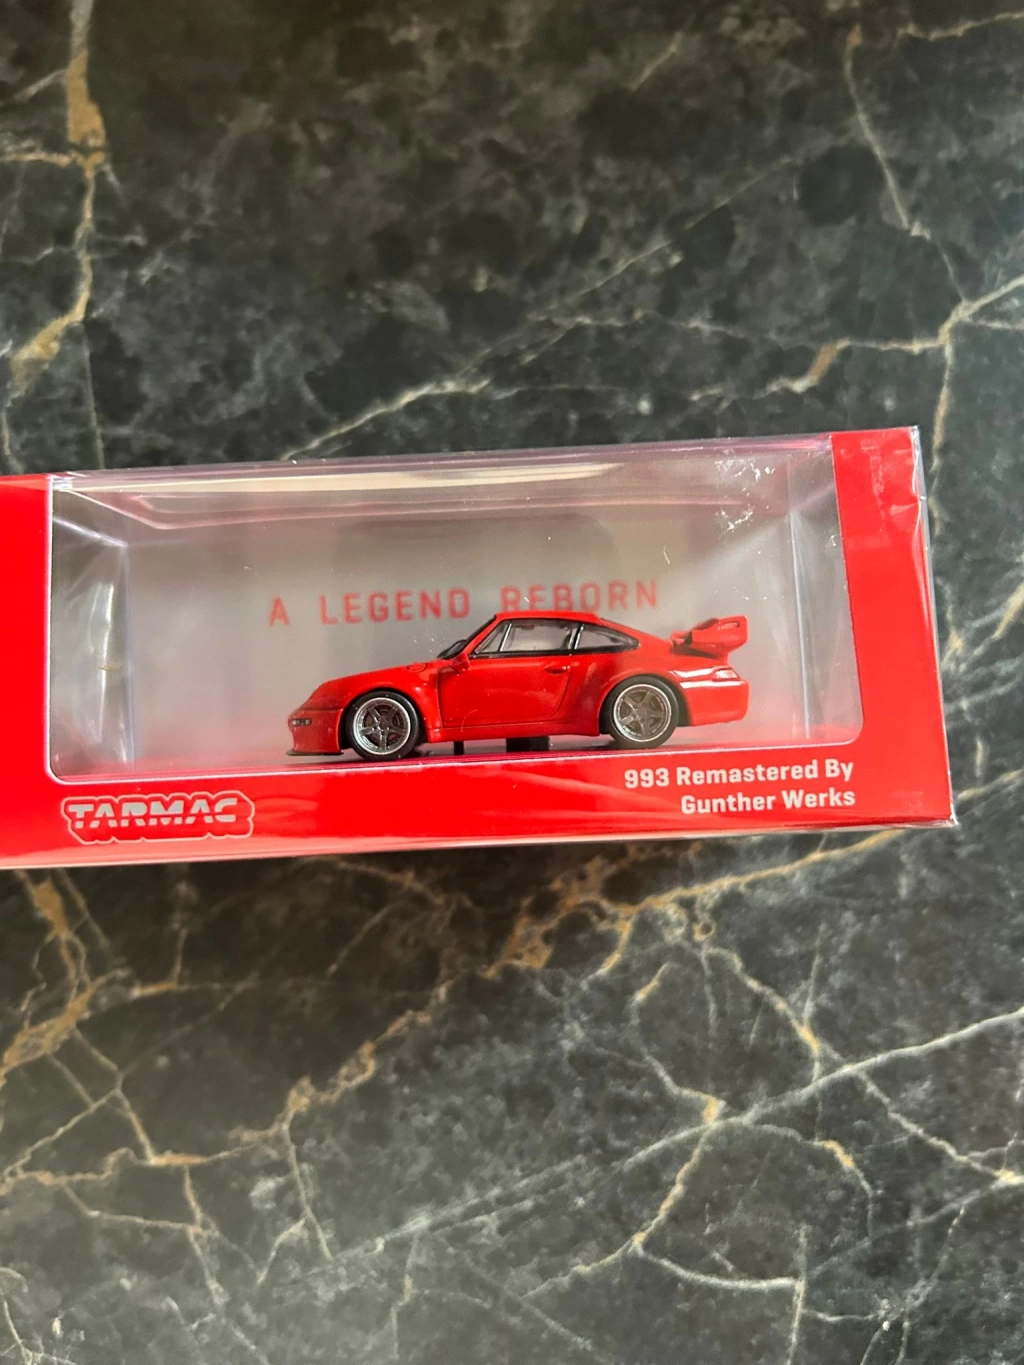 A LEGEND REBORN
993 Remastered By
Gunther Werks
TARMAC